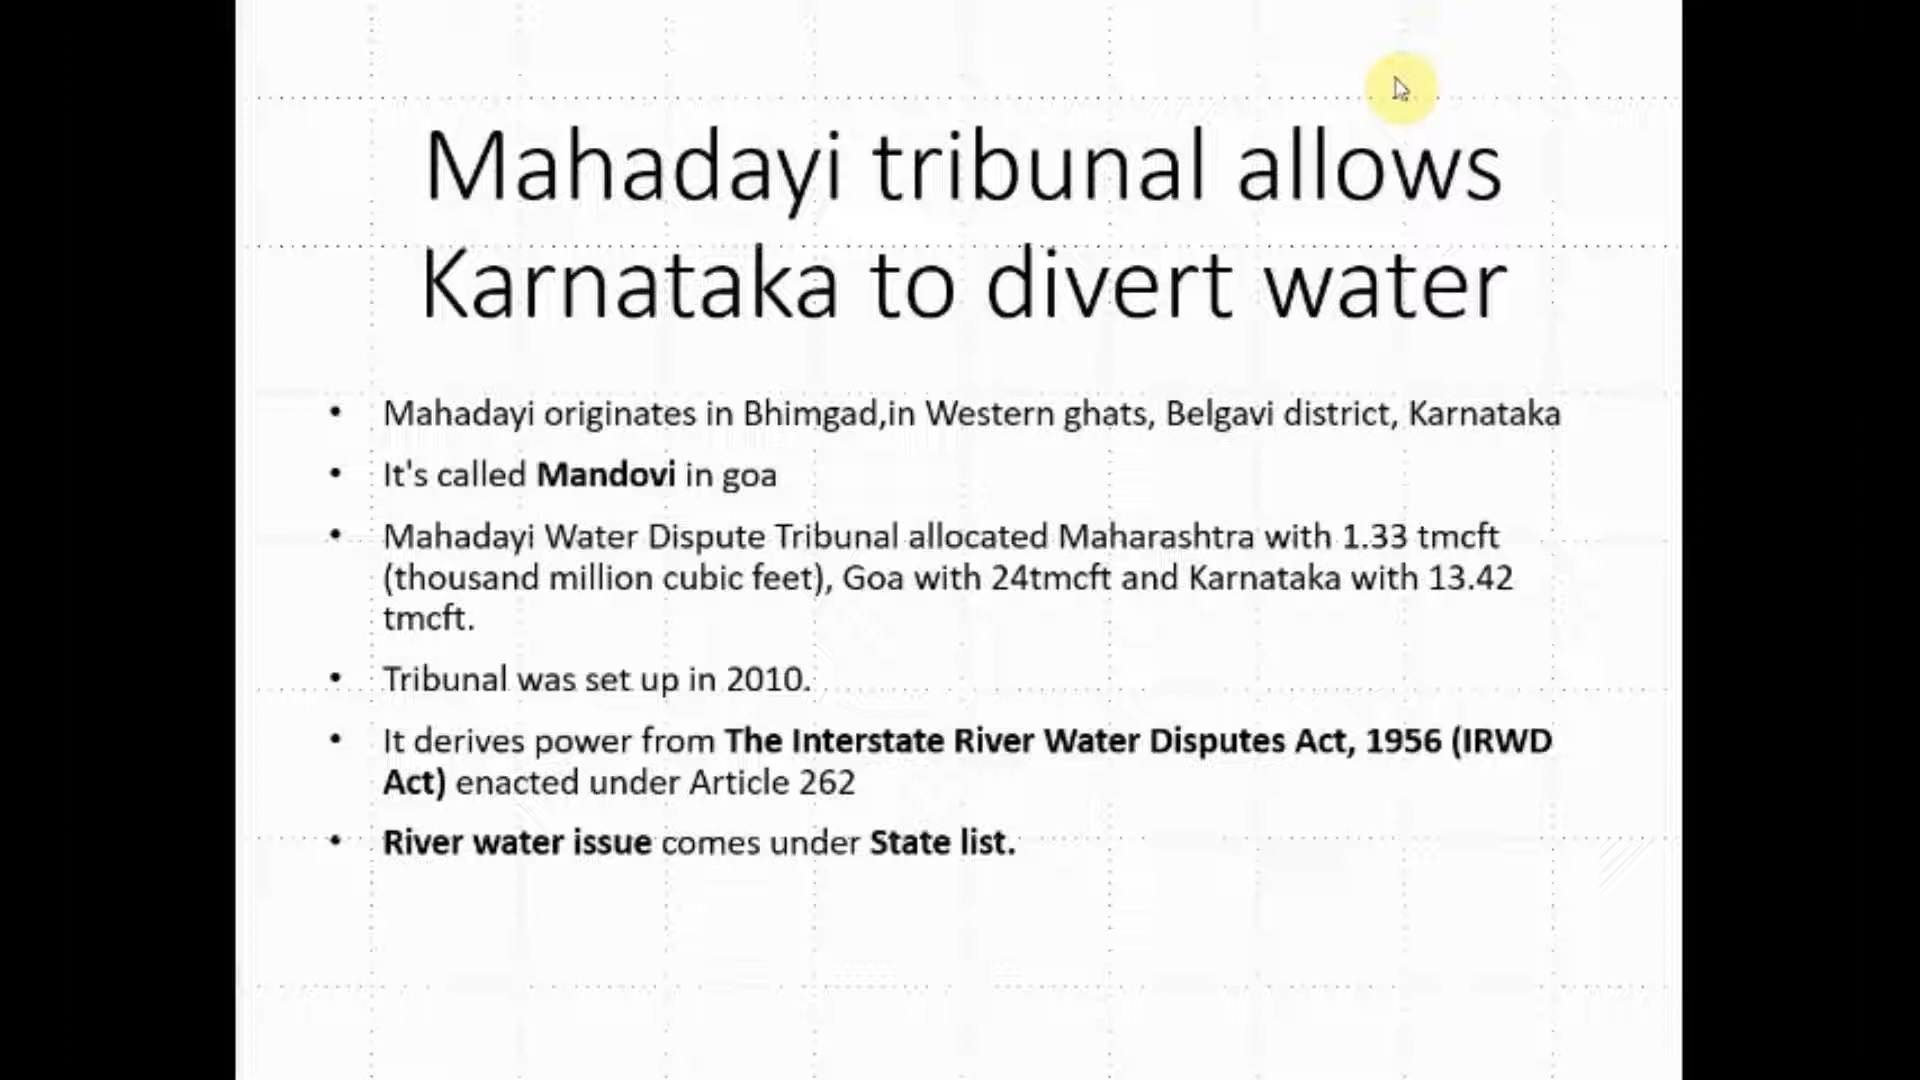 Mahadayi tribunal allows
Karnataka to divert water
• Mahadayi originates in Bhimgad,in Western ghats, Belgavi district, Karnataka
• It's called Mandovi in goa
• Mahadayi Water Dispute Tribunal allocated Maharashtra with 1.33 tmcft
(thousand million cubic feet), Goa with 24tmcft and Karnataka with 13.42
tmcft.
• Tribunal was set up in 2010.
• It derives power from The Interstate River Water Disputes Act, 1956 (IRWD
Act) enacted under Article 262
• River water issue comes under State list.